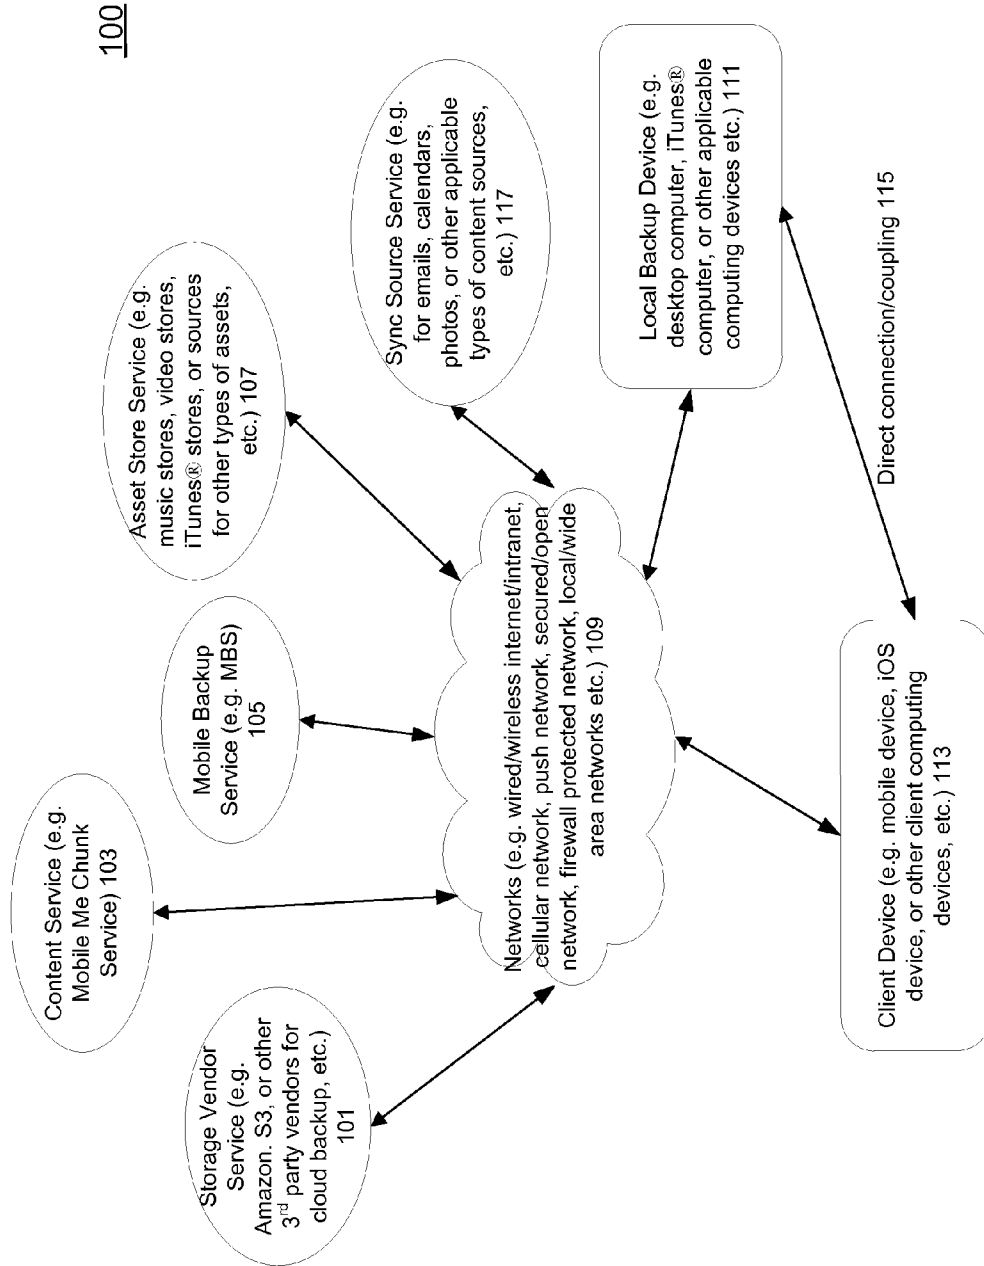 100
Storage Vendor
Service (e.g.
Amazon. S3, or other
3rd party vendors for
cloud backup, etc.)
101
Content Service (e.g.
Mobile Me Chunk
Service) 103
Mobile Backup
Service (e.g. MBS)
105
Asset Store Service (e.g.
music stores, video stores,
iTunes® stores, or sources
for other types of assets,
etc.) 107
Sync Source Service (e.g.
for emails, calendars,
photos, or other applicable
types of content sources,
etc.) 117
Networks (e.g. wired/wireless internet/intranet,
cellular network, push network, secured/open
network, firewall protected network, local/wide
area networks etc.) 109
Local Backup Device (e.g.
desktop computer, iTunes®
computer, or other applicable
computing devices etc.) 111
Direct connection/coupling 115
Client Device (e.g. mobile device, iOS
device, or other client computing
devices, etc.) 113